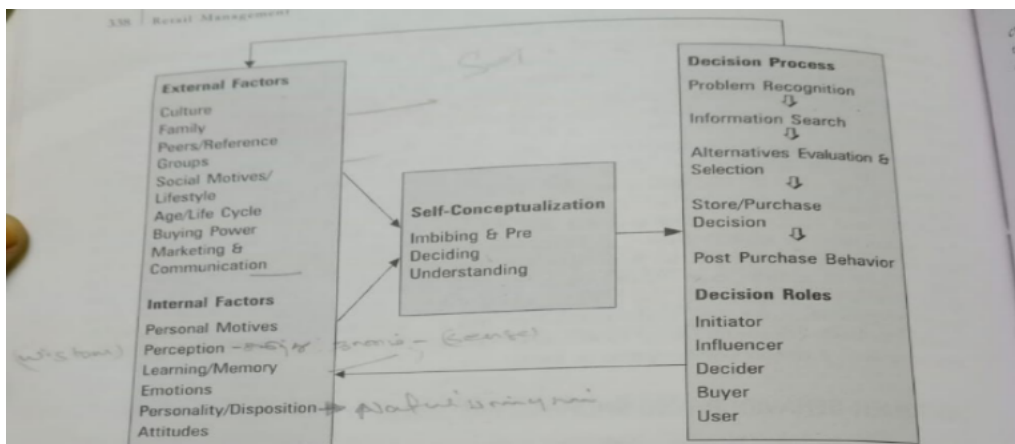 338 Retail Management
External Factors
Culture
Family
Peers/Reference
Groups
Social Motives/
Lifestyle
Age/Life Cycle
Buying Power
Marketing &
Communication
Internal Factors
Personal Motives
Perception
Learning/Memory
Emotions
Personality/Disposition
Attitudes
Self-Conceptualization
Imbibing & Pre
Deciding
Understanding
Decision Process
Problem Recognition
Information Search
Alternatives Evaluation &
Selection
Store/Purchase
Decision
Post Purchase Behavior
Decision Roles
Initiator
Influencer
Decider
Buyer
User